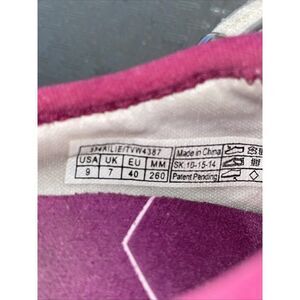 USA UK EU MM
9 7 40 260
Made in China
SK 10-15-14
Patent Pending